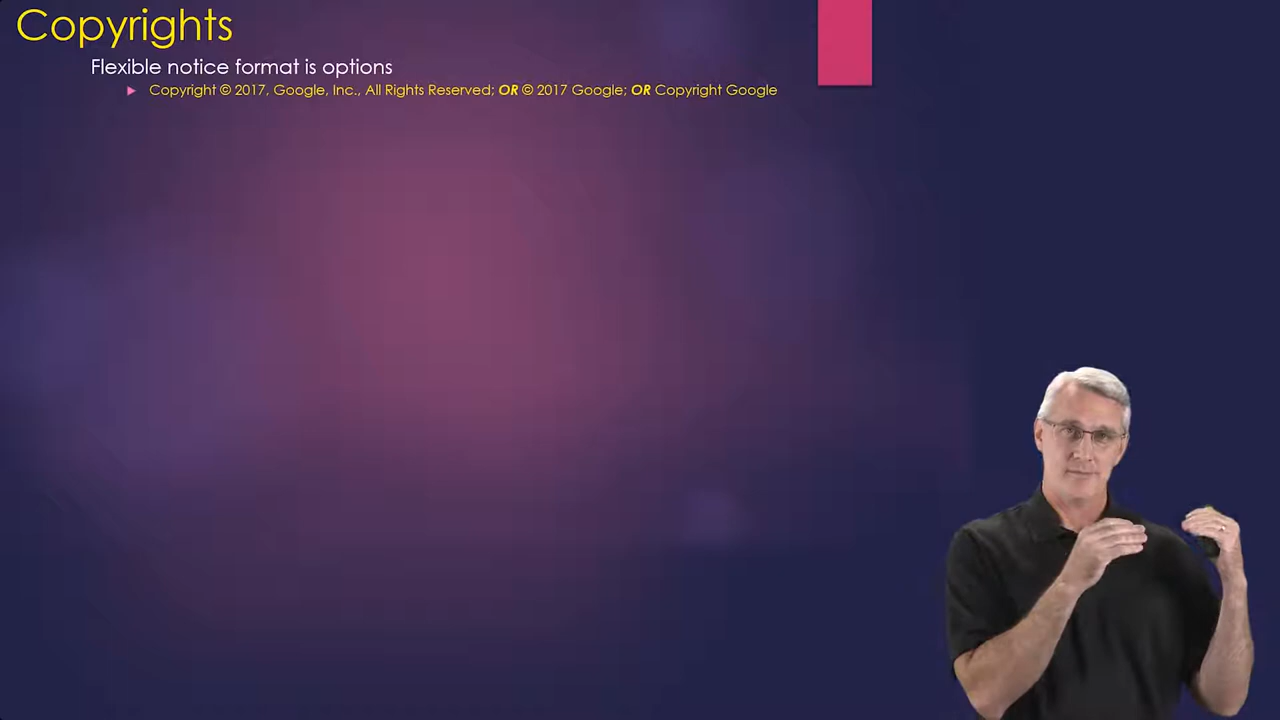 Copyrights
Flexible notice format is options
Copyright © 2017, Google, Inc., All Rights Reserved; OR © 2017 Google; OR Copyright Google